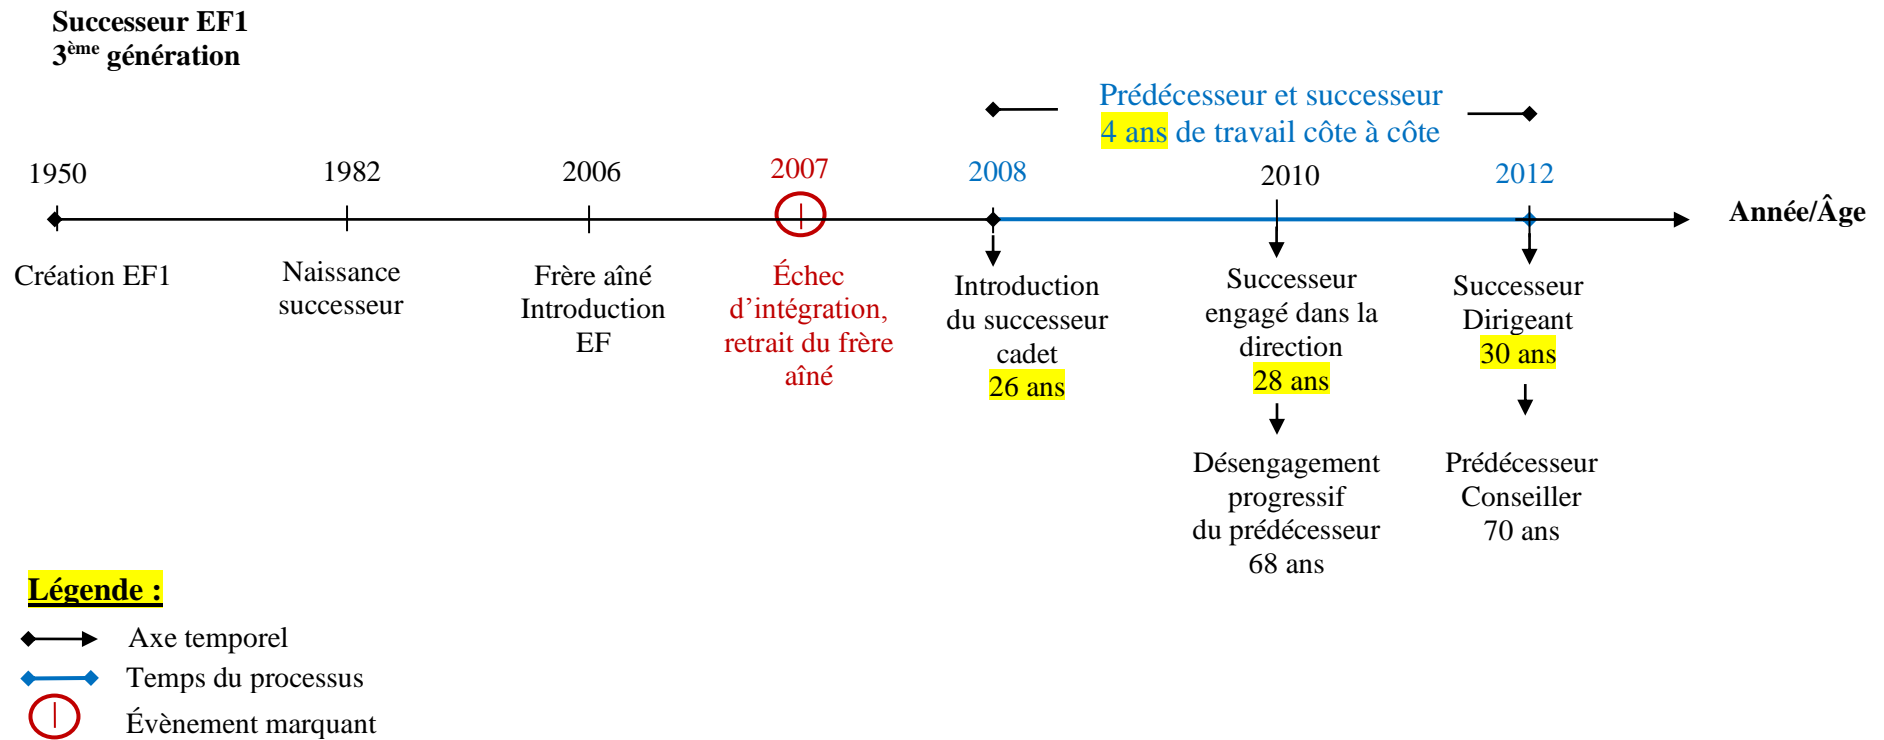 Successeur EF1
3ème génération
Prédécesseur et successeur
4 ans de travail côte à côte
1950
1982
2006
2007
2008
2010
2012
Année/Âge
Création EF1
Naissance
successeur
Frère aîné
Introduction
EF
Échec
d’intégration,
retrait du frère
aîné
Introduction
du successeur
cadet
26 ans
Successeur
engagé dans la
direction
28 ans
Successeur
Dirigeant
30 ans
Désengagement
progressif
du prédécesseur
68 ans
Prédécesseur
Conseiller
70 ans
Légende :
Axe temporel
Temps du processus
Évènement marquant